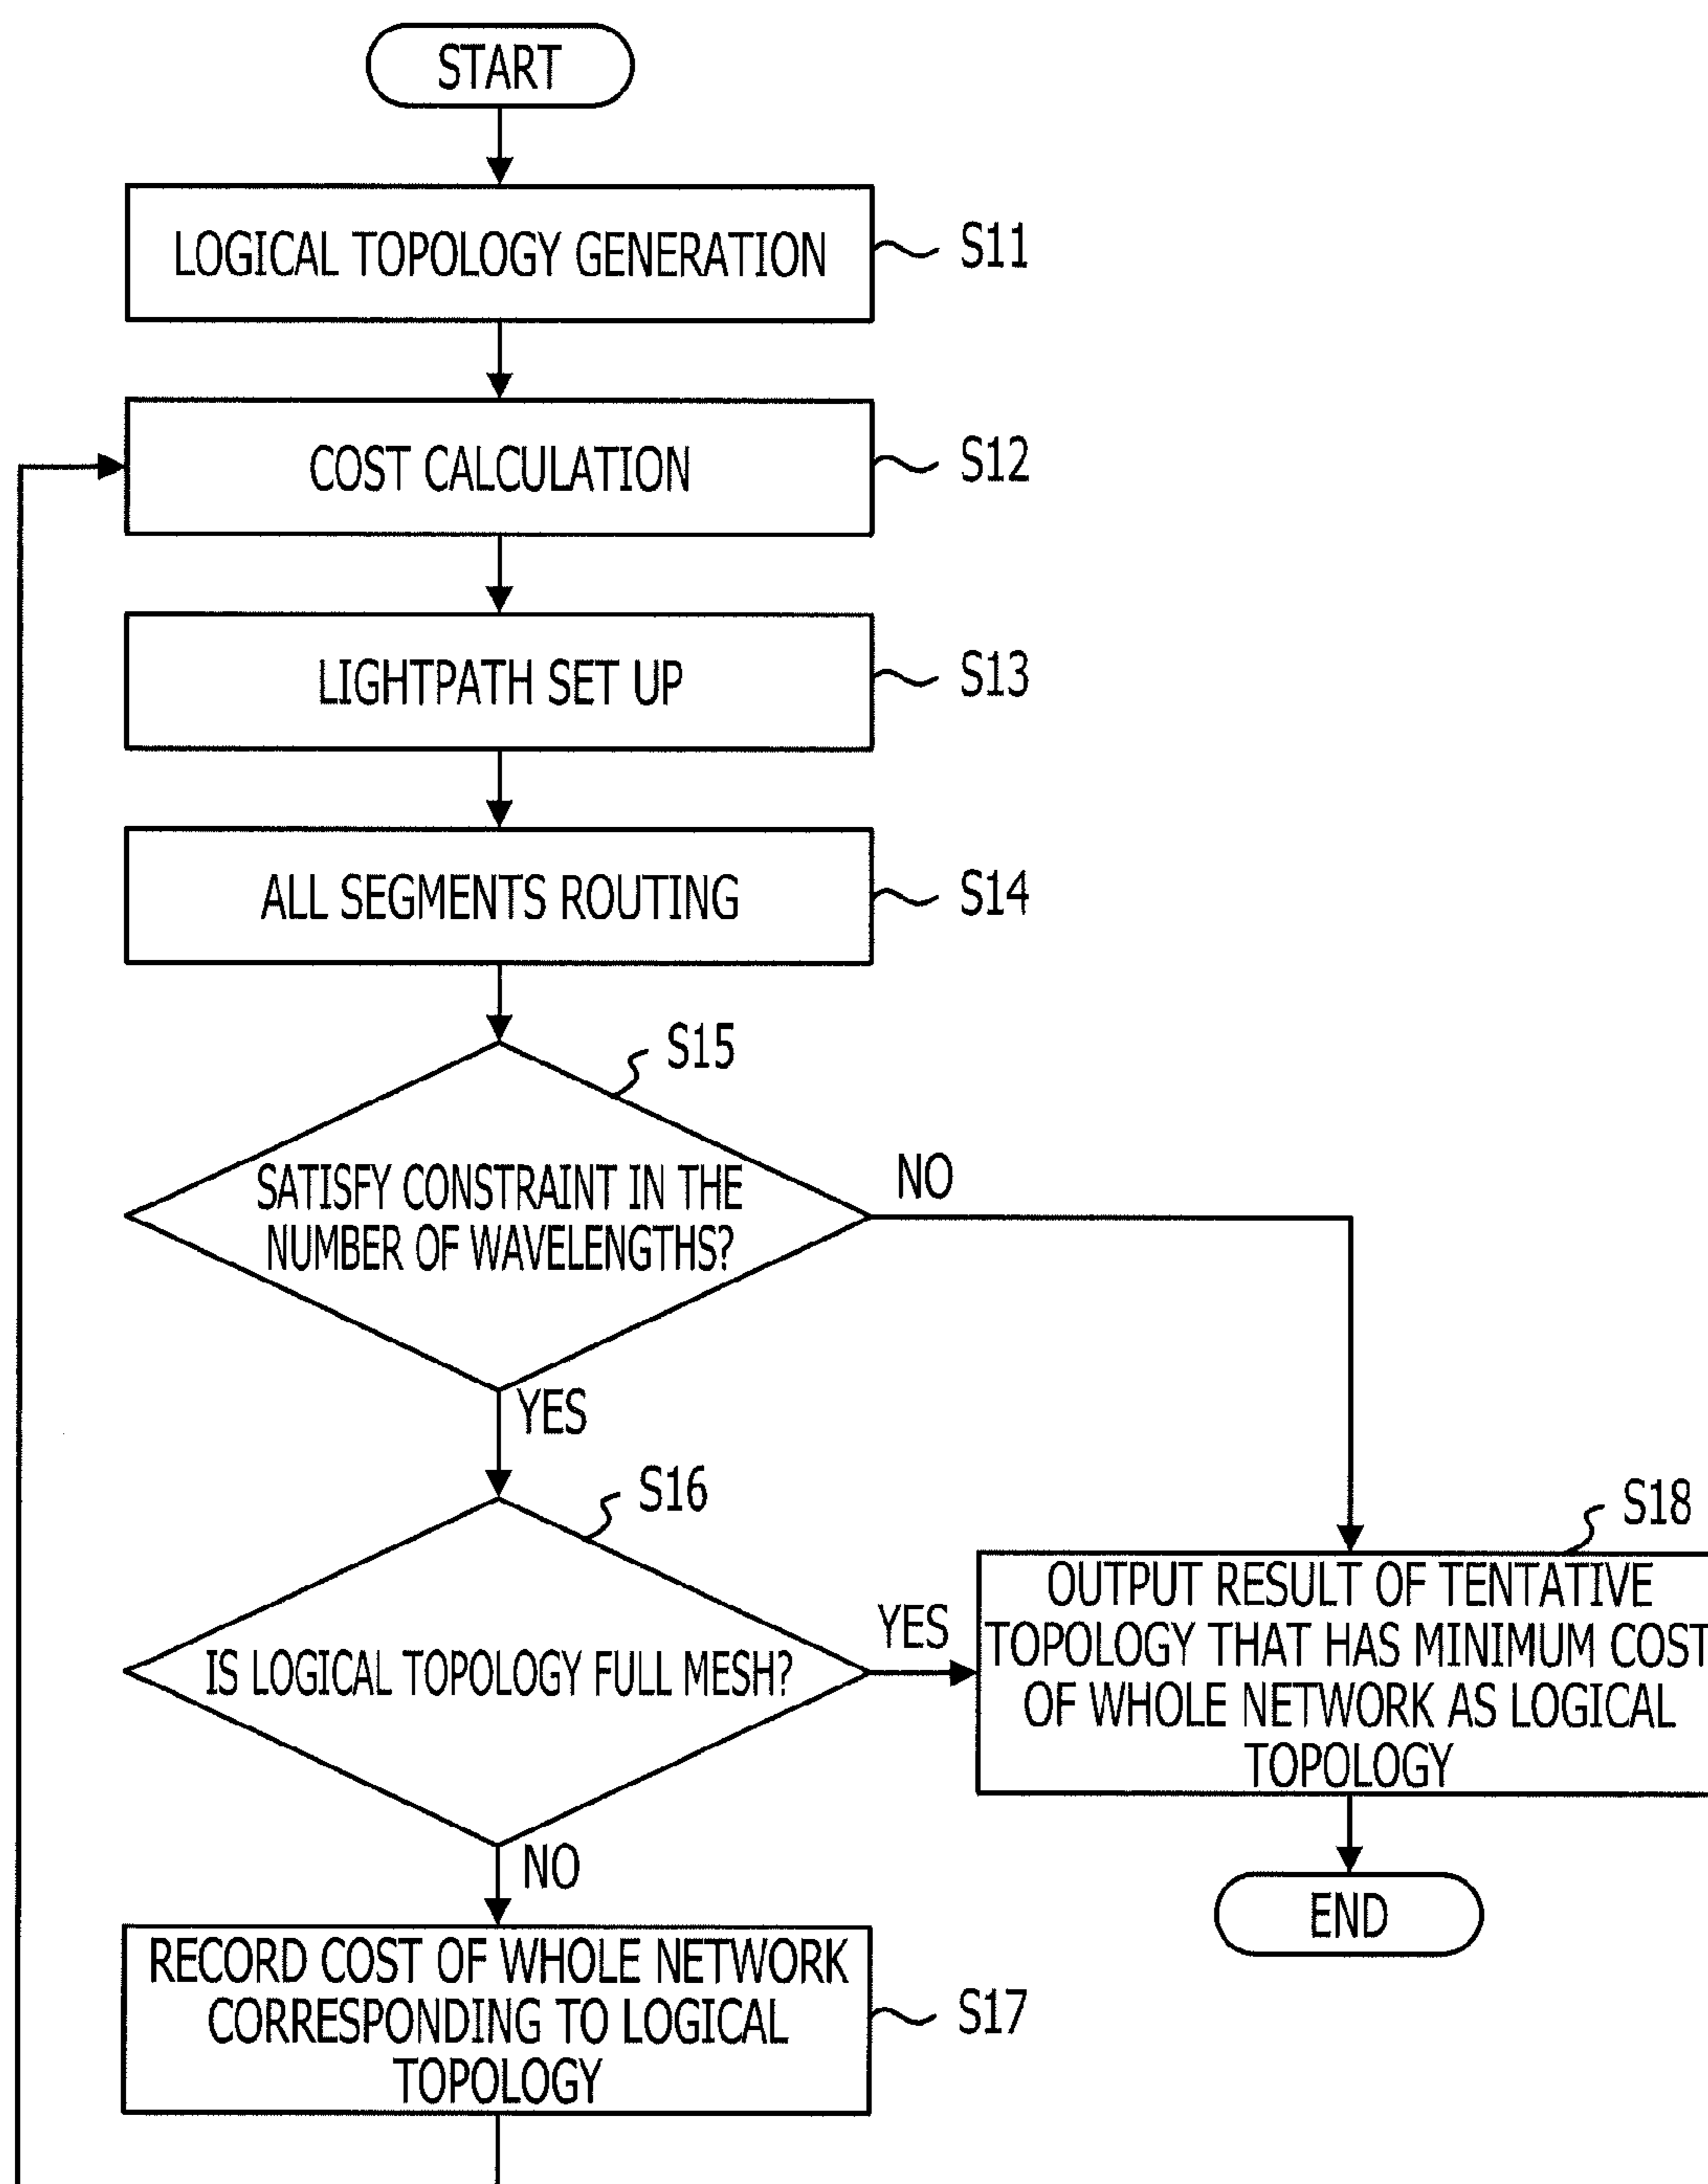 START
LOGICAL TOPOLOGY GENERATION
S11
COST CALCULATION
S12
LIGHTPATH SET UP
S13
ALL SEGMENTS ROUTING
S14
S15
SATISFY CONSTRAINT IN THE
NUMBER OF WAVELENGTHS?
NO
YES
S16
IS LOGICAL TOPOLOGY FULL MESH?
YES
S18
OUTPUT RESULT OF TENTATIVE
TOPOLOGY THAT HAS MINIMUM COST
OF WHOLE NETWORK AS LOGICAL
TOPOLOGY
NO
END
RECORD COST OF WHOLE NETWORK
CORRESPONDING TO LOGICAL
TOPOLOGY
S17